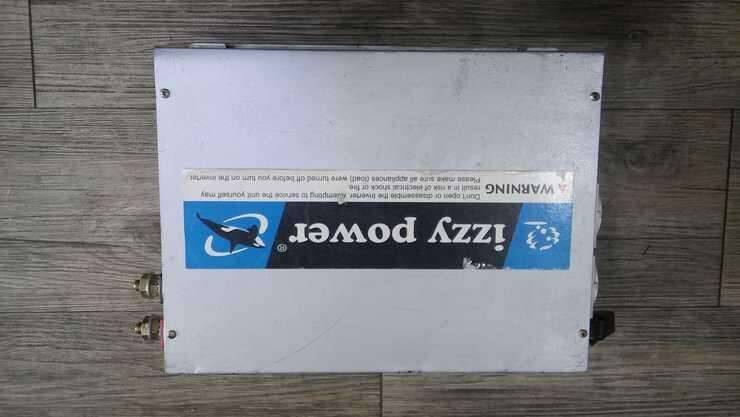 izzy power®
WARNING
Don't open or disassemble the Inverter. Attempting to service the unit yourself may
result in a risk of electrical shock or fire.
Please make sure all appliances (load) were turned off before you turn on the inverter.